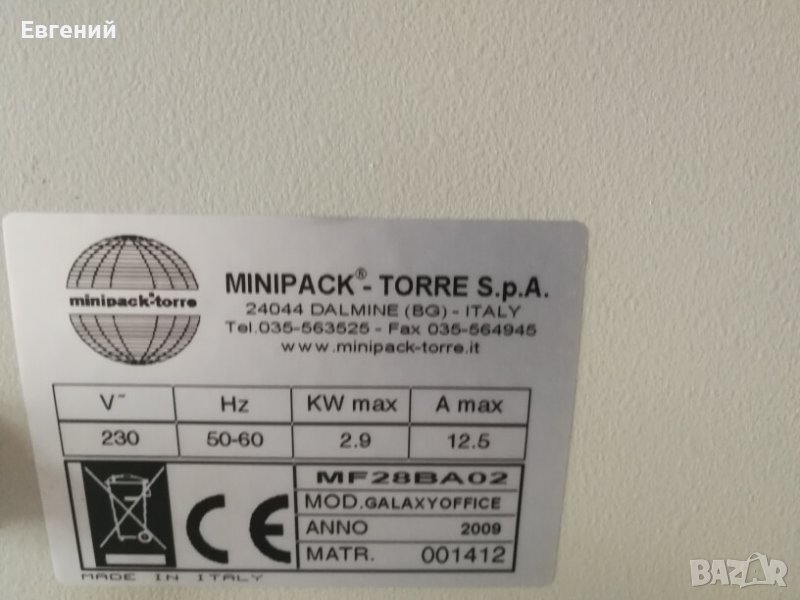 Евгений
MINIPACK®- TORRE S.p.A.
minipack-torre
24044 DALMINE (BG) - ITALY
Tel.035-563525 - Fax 035-564945
www.minipack-torre.it
V~ Hz KW max A max
230 50-60 2.9 12.5
MF28BA02
CE
MOD.GALAXYOFFICE
ANNO 2009
MATR. 001412
MADE IN ITALY
BAZAR